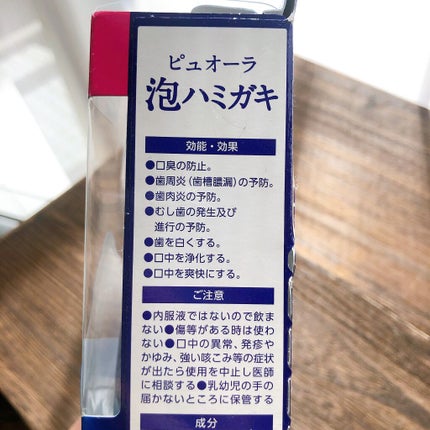 ピュオーラ
泡ハミガキ
効能・効果
●口臭の防止。
●歯周炎(歯槽膿漏)の予防。
●歯肉炎の予防。
●むし歯の発生及び
進行の予防。
●歯を白くする。
●口中を浄化する。
●口中を爽快にする。
ご注意
●内服液ではないので飲ま
ない●傷等がある時は使わ
ない●口中の異常、発疹や
かゆみ、強い咳こみ等の症状
が出たら使用を中止し医師
に相談する●乳幼児の手の
届かないところに保管する
成分